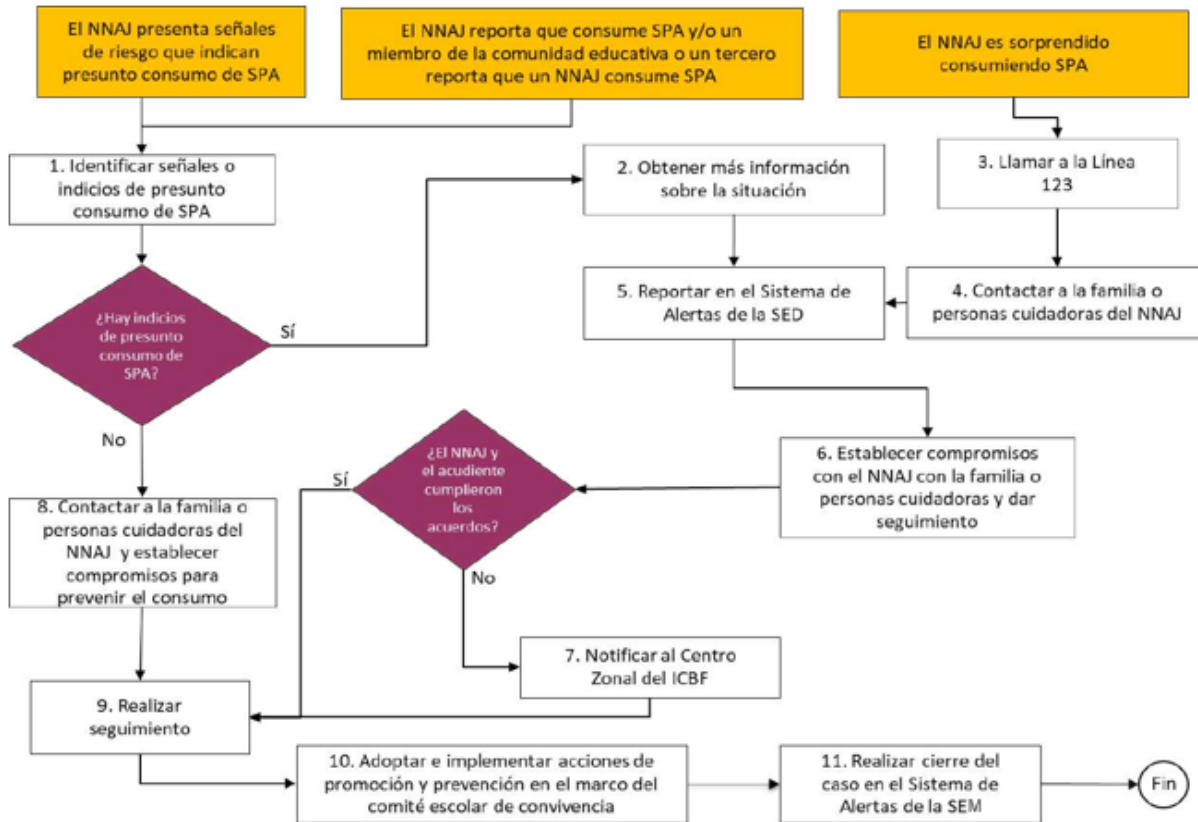 El NNAJ presenta señales
de riesgo que indican
presunto consumo de SPA
El NNAJ reporta que consume SPA y/o un
miembro de la comunidad educativa o un tercero
reporta que un NNAJ consume SPA
El NNAJ es sorprendido
consumiendo SPA
1. Identificar señales o
indicios de presunto
consumo de SPA
2. Obtener más información
sobre la situación
3. Llamar a la Línea
123
¿Hay indicios
de presunto
consumo de
SPA?
Sí
No
5. Reportar en el Sistema de
Alertas de la SED
4. Contactar a la familia o
personas cuidadoras del NNAJ
¿El NNAJ y
el acudiente
cumplieron
los
acuerdos?
Sí
No
6. Establecer compromisos
con el NNAJ con la familia o
personas cuidadoras y dar
seguimiento
8. Contactar a la familia o
personas cuidadoras del
NNAJ y establecer
compromisos para
prevenir el consumo
7. Notificar al Centro
Zonal del ICBF
9. Realizar
seguimiento
10. Adoptar e implementar acciones de
promoción y prevención en el marco del
comité escolar de convivencia
11. Realizar cierre del
caso en el Sistema de
Alertas de la SEM
Fin